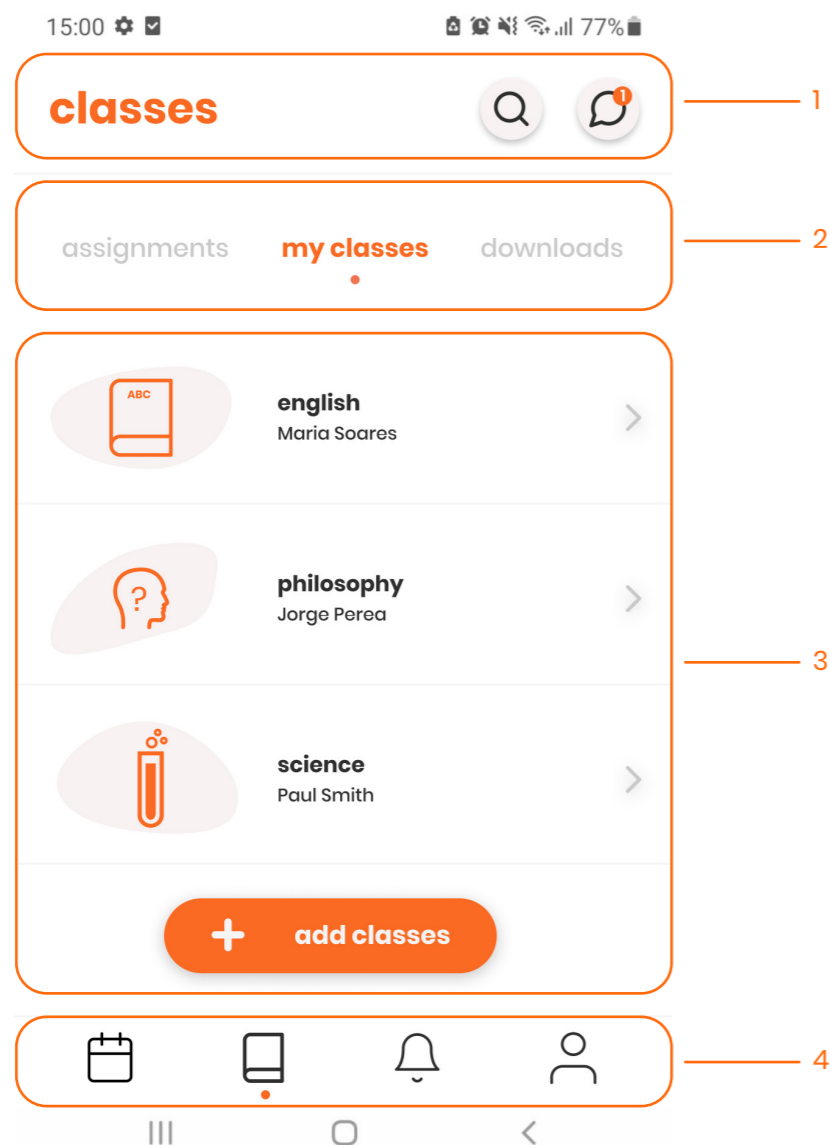 15:00 77%
classes
1
1
assignments my classes downloads
2
ABC
english
Maria Soares
?
philosophy
Jorge Perea
3
science
Paul Smith
+ add classes
4